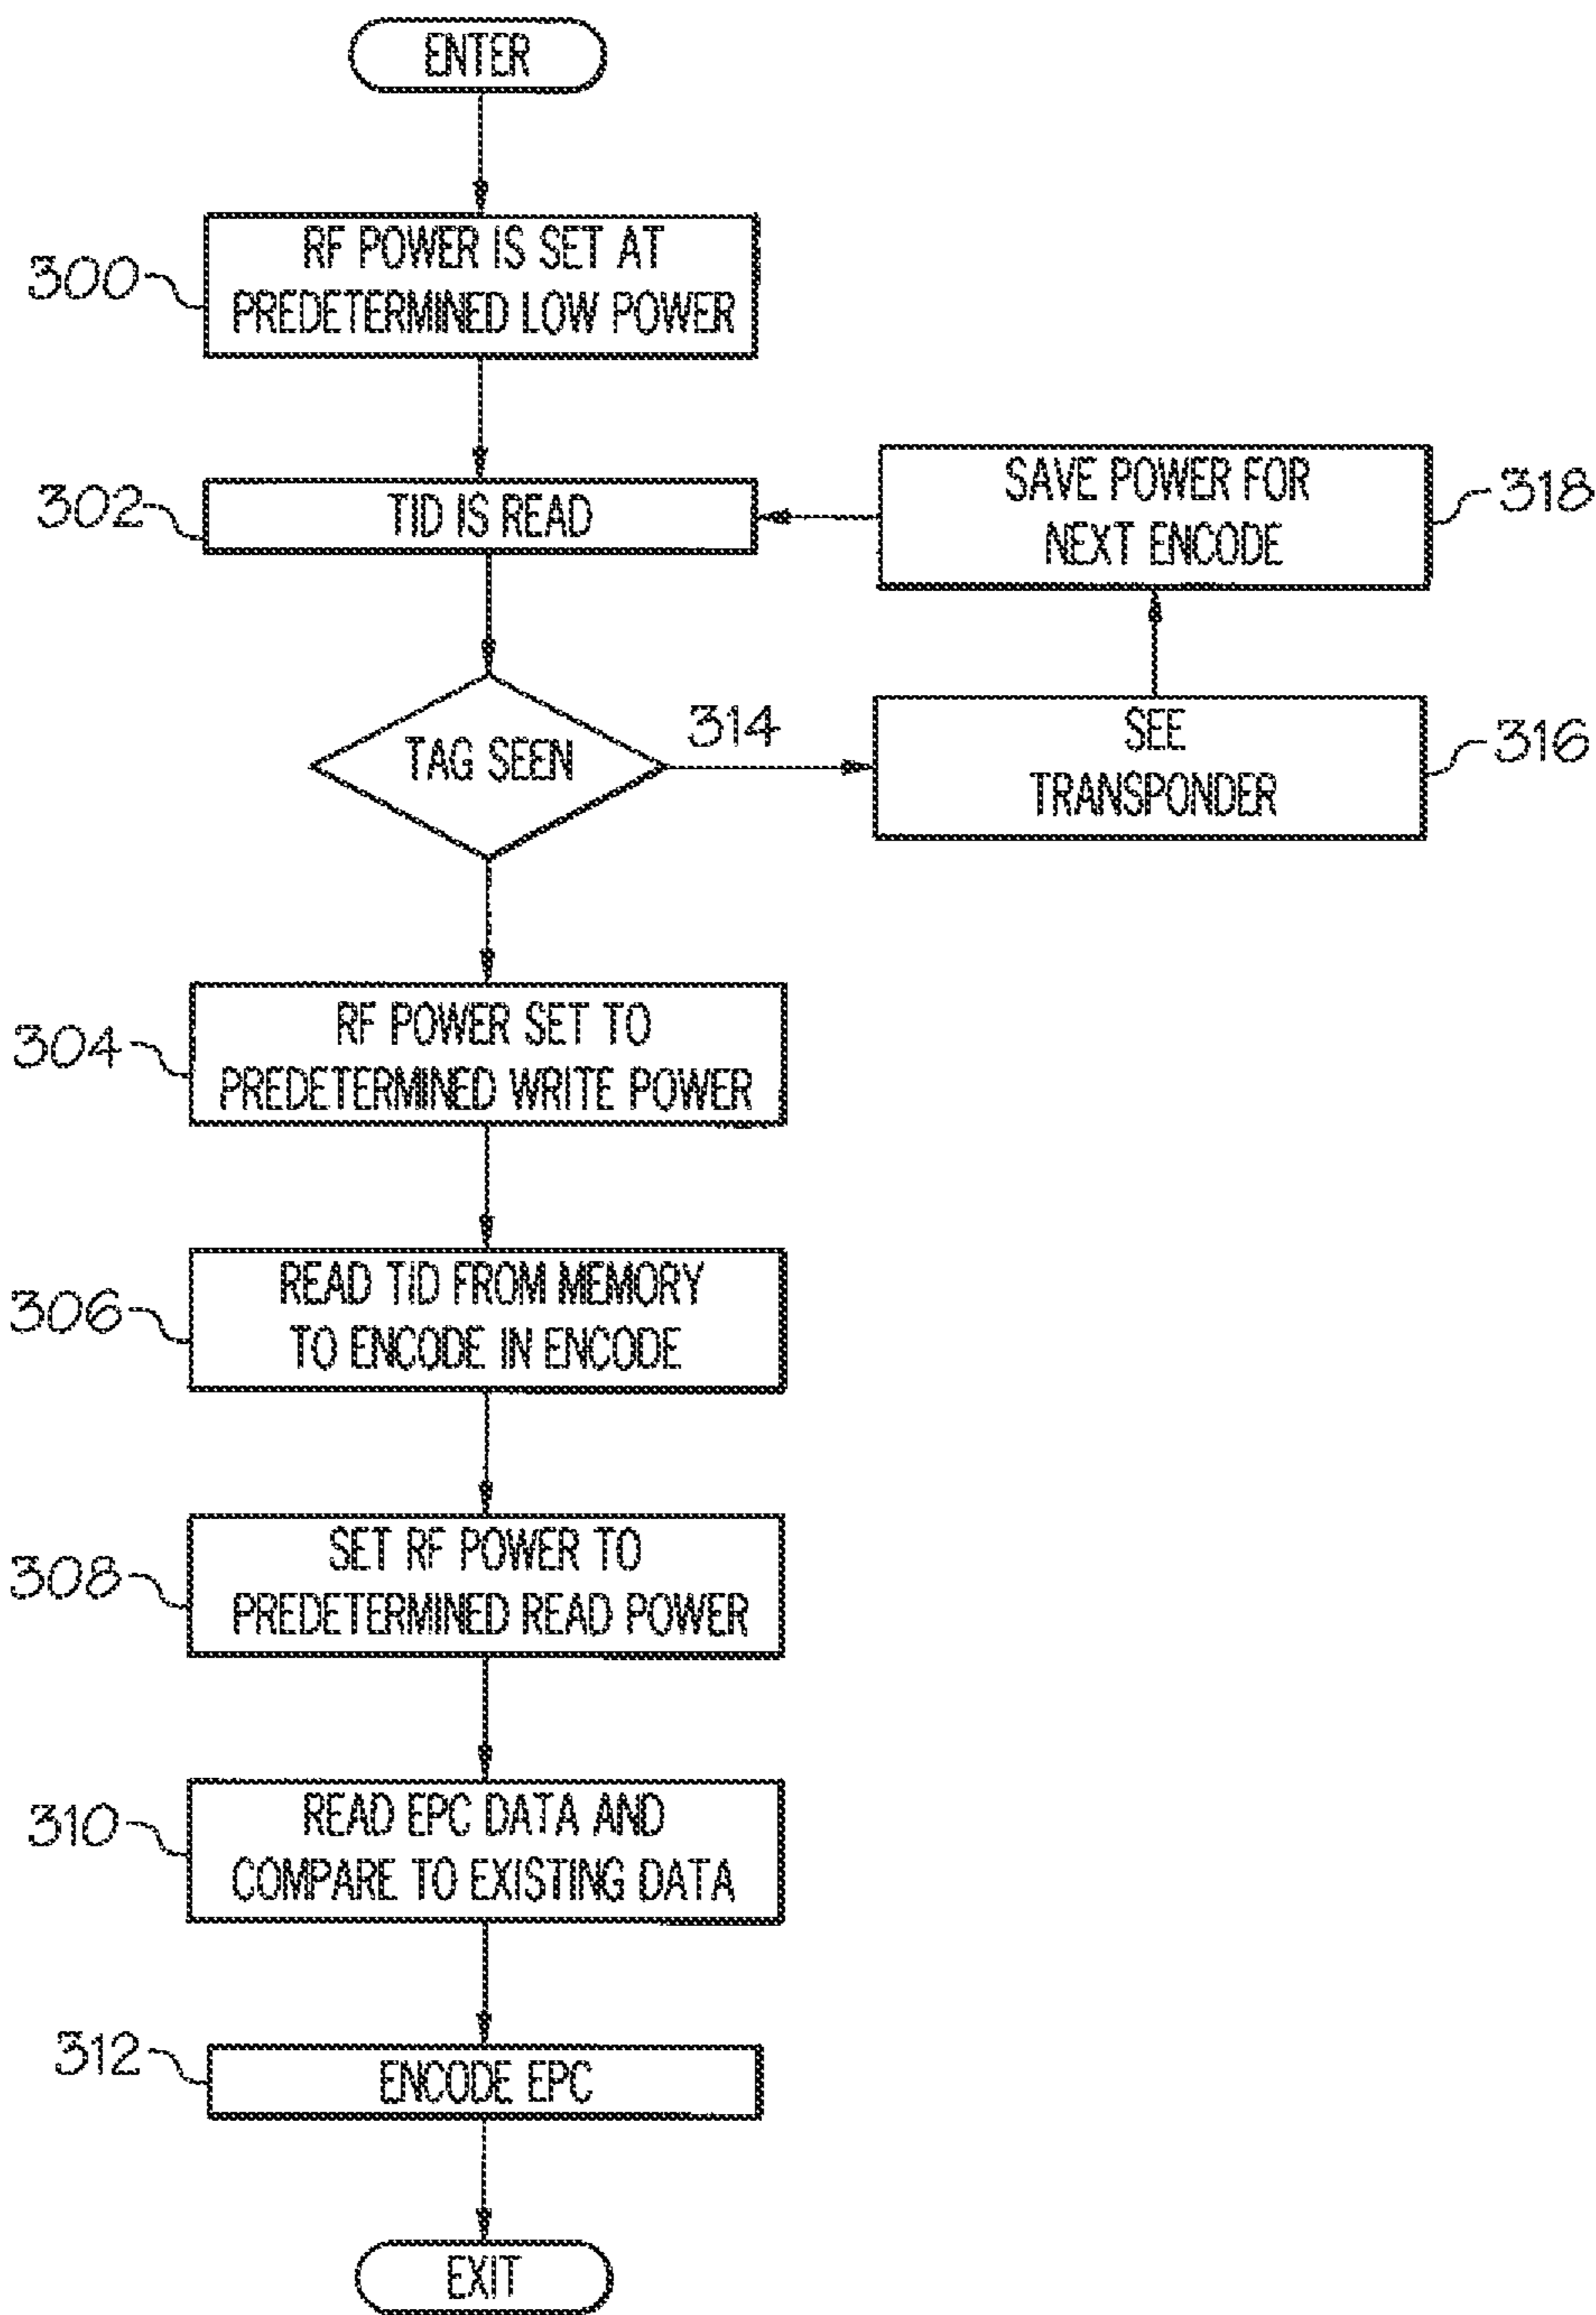 ENTER
300
RF POWER IS SET AT
PREDETERMINED LOW POWER
302
TID IS READ
SAVE POWER FOR
NEXT ENCODE
318
TAG SEEN
314
SEE
TRANSPONDER
316
304
RF POWER SET TO
PREDETERMINED WRITE POWER
306
READ TID FROM MEMORY
TO ENCODE IN ENCODE
308
SET RF POWER TO
PREDETERMINED READ POWER
310
READ EPC DATA AND
COMPARE TO EXISTING DATA
312
ENCODE EPC
EXIT